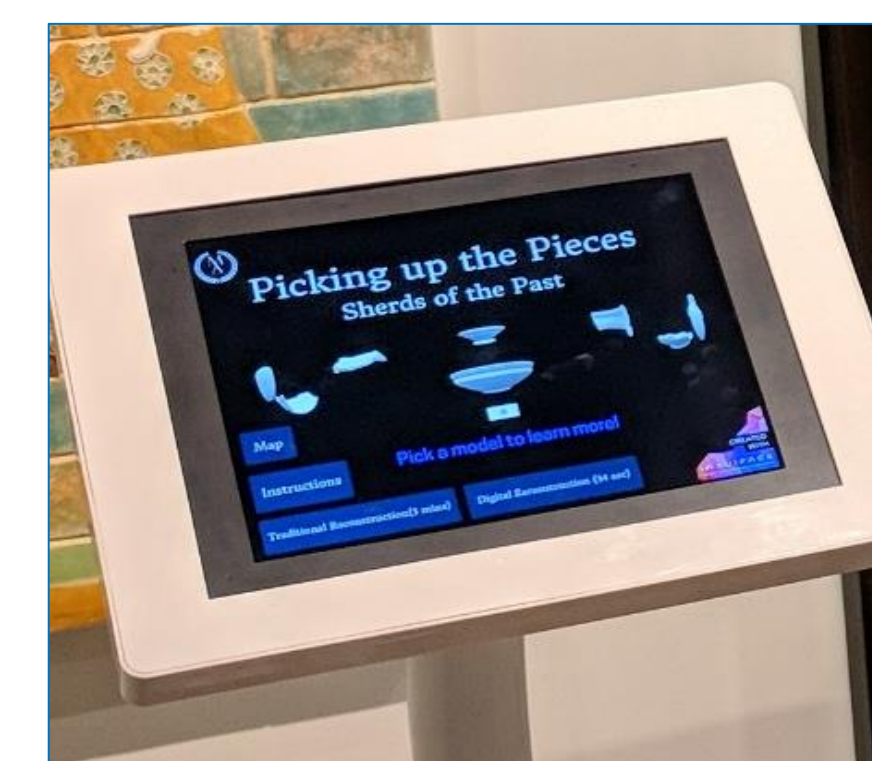 Picking up the Pieces
Sherds of the Past
Map
Pick a model to learn more!
Instructions
Traditional Reconstruction(3 mins)
Digital Reconstruction (34 sec)
CREATED
WITH